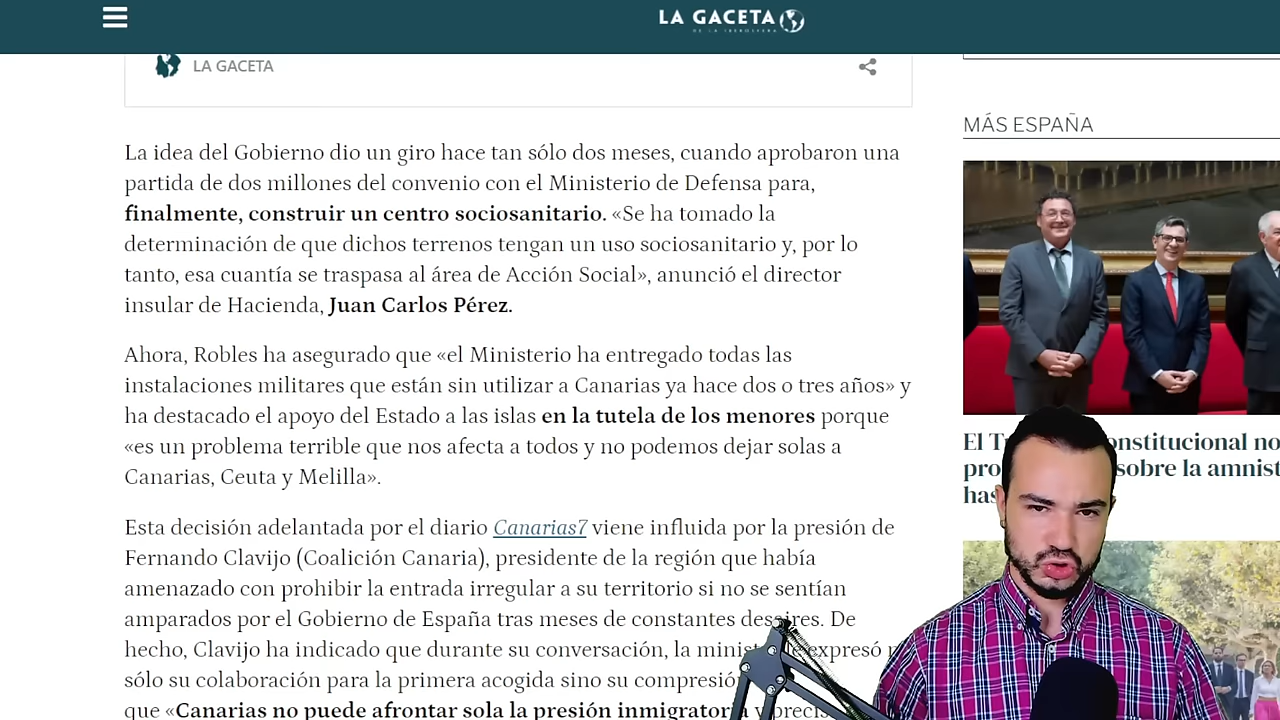 LA GACETA
DE LA IBEROSFERA
LA GACETA
La idea del Gobierno dio un giro hace tan sólo dos meses, cuando aprobaron una
partida de dos millones del convenio con el Ministerio de Defensa para,
finalmente, construir un centro sociosanitario. «Se ha tomado la
determinación de que dichos terrenos tengan un uso sociosanitario y, por lo
tanto, esa cuantía se traspasa al área de Acción Social», anunció el director
insular de Hacienda, Juan Carlos Pérez.
Ahora, Robles ha asegurado que «el Ministerio ha entregado todas las
instalaciones militares que están sin utilizar a Canarias ya hace dos o tres años» y
ha destacado el apoyo del Estado a las islas en la tutela de los menores porque
«es un problema terrible que nos afecta a todos y no podemos dejar solas a
Canarias, Ceuta y Melilla».
Esta decisión adelantada por el diario Canarias7 viene influida por la presión de
Fernando Clavijo (Coalición Canaria), presidente de la región que había
amenazado con prohibir la entrada irregular a su territorio si no se sentían
amparados por el Gobierno de España tras meses de constantes desaires. De
hecho, Clavijo ha indicado que durante su conversación, la expresó
sólo su colaboración para la primera acogida sino su compresión
que «Canarias no puede afrontar sola la presión inmigratoria y
MÁS ESPAÑA
El onstitucional no
sobre la